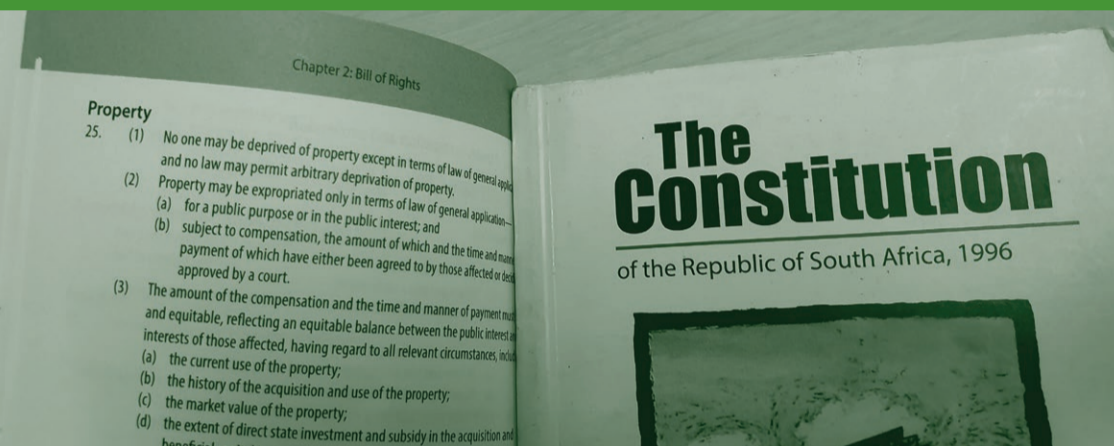 Chapter 2: Bill of Rights
Property
25. (1) No one may be deprived of property except in terms of law of general
and no law may permit arbitrary deprivation of property.
(2) Property may be expropriated only in terms of law of general application—
(a) for a public purpose or in the public interest; and
(b) subject to compensation, the amount of which and the time and
payment of which have either been agreed to by those affected or
approved by a court.
(3) The amount of the compensation and the time and manner of payment
and equitable, reflecting an equitable balance between the public interest
interests of those affected, having regard to all relevant circumstances,
(a) the current use of the property;
(b) the history of the acquisition and use of the property;
(c) the market value of the property;
(d) the extent of direct state investment and subsidy in the acquisition and
The
Constitution
of the Republic of South Africa, 1996